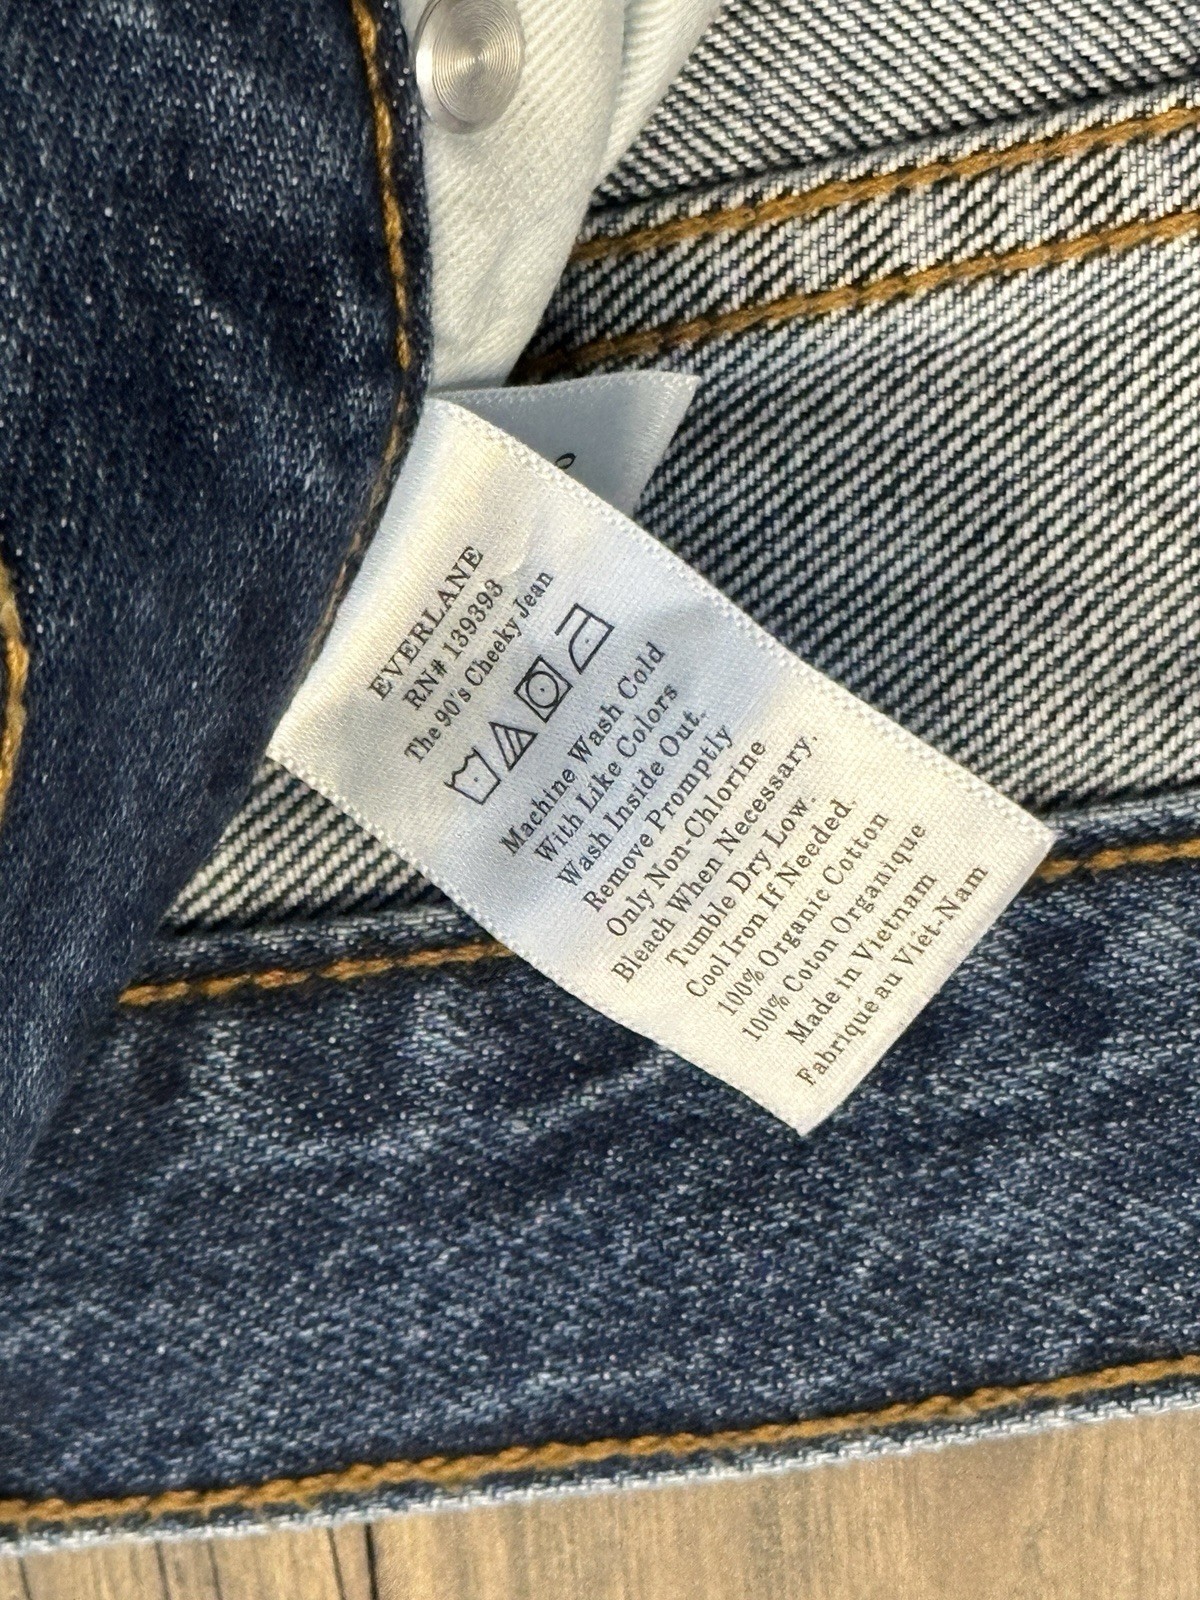 EVERLANE
RN# 139393
The 90's Cheeky Jean
Machine Wash Cold
With Like Colors
Wash Inside Out.
Remove Promptly
Only Non-Chlorine
Bleach When Necessary.
Tumble Dry Low.
Cool Iron If Needed.
100% Organic Cotton
100% Coton Organique
Made in Vietnam
Fabriqué au Viêt-Nam